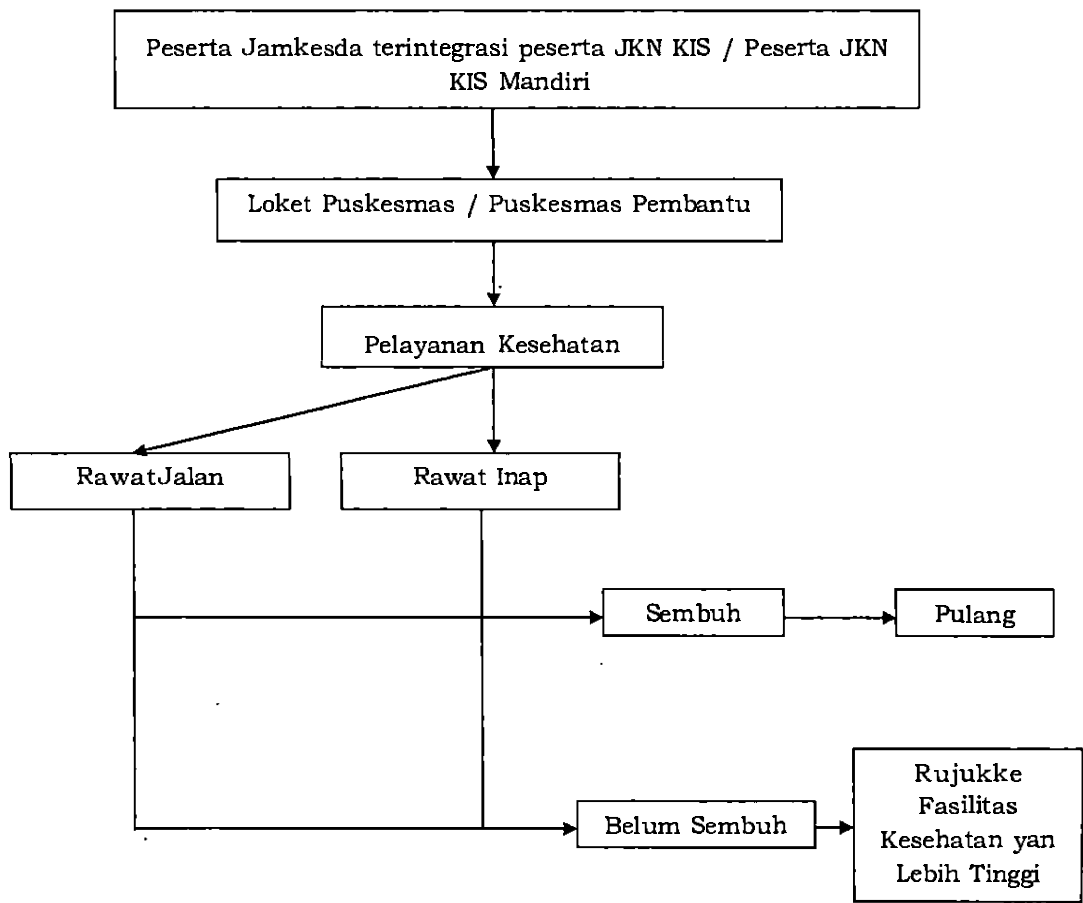 Peserta Jamkesda terintegrasi peserta JKN KIS / Peserta JKN
KIS Mandiri
Loket Puskesmas / Puskesmas Pembantu
Pelayanan Kesehatan
RawatJalan
Rawat Inap
Sembuh
Pulang
Belum Sembuh
Rujukke
Fasilitas
Kesehatan yan
Lebih Tinggi